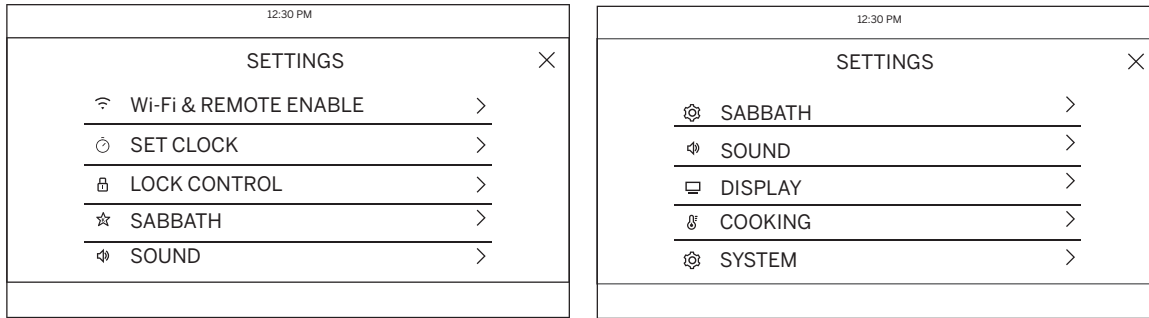 12:30 PM
SETTINGS
Wi-Fi & REMOTE ENABLE
SET CLOCK
LOCK CONTROL
SABBATH
SOUND
12:30 PM
SETTINGS
SABBATH
SOUND
DISPLAY
COOKING
SYSTEM